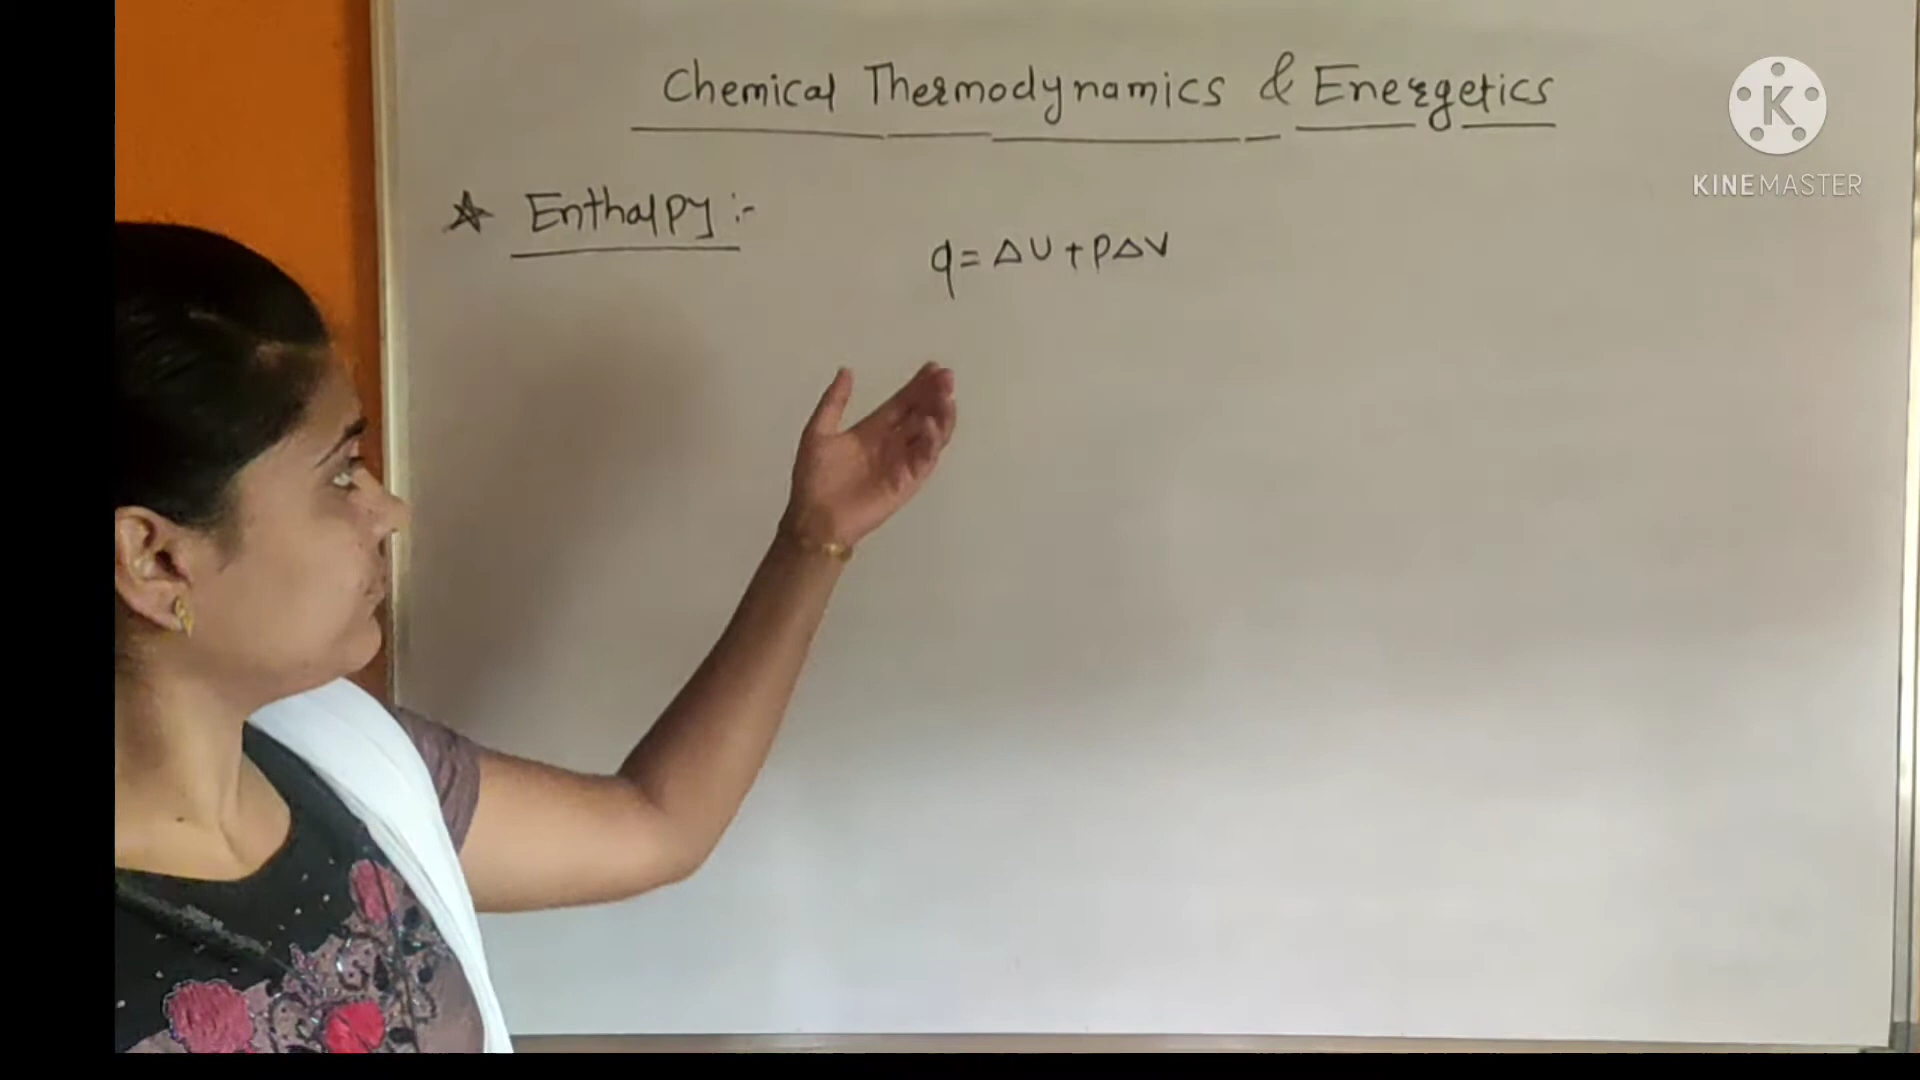 Chemical Thermodynamics & Energetics
K
KINEMASTER
☆ Enthalpy :-
q = ΔU + PΔV